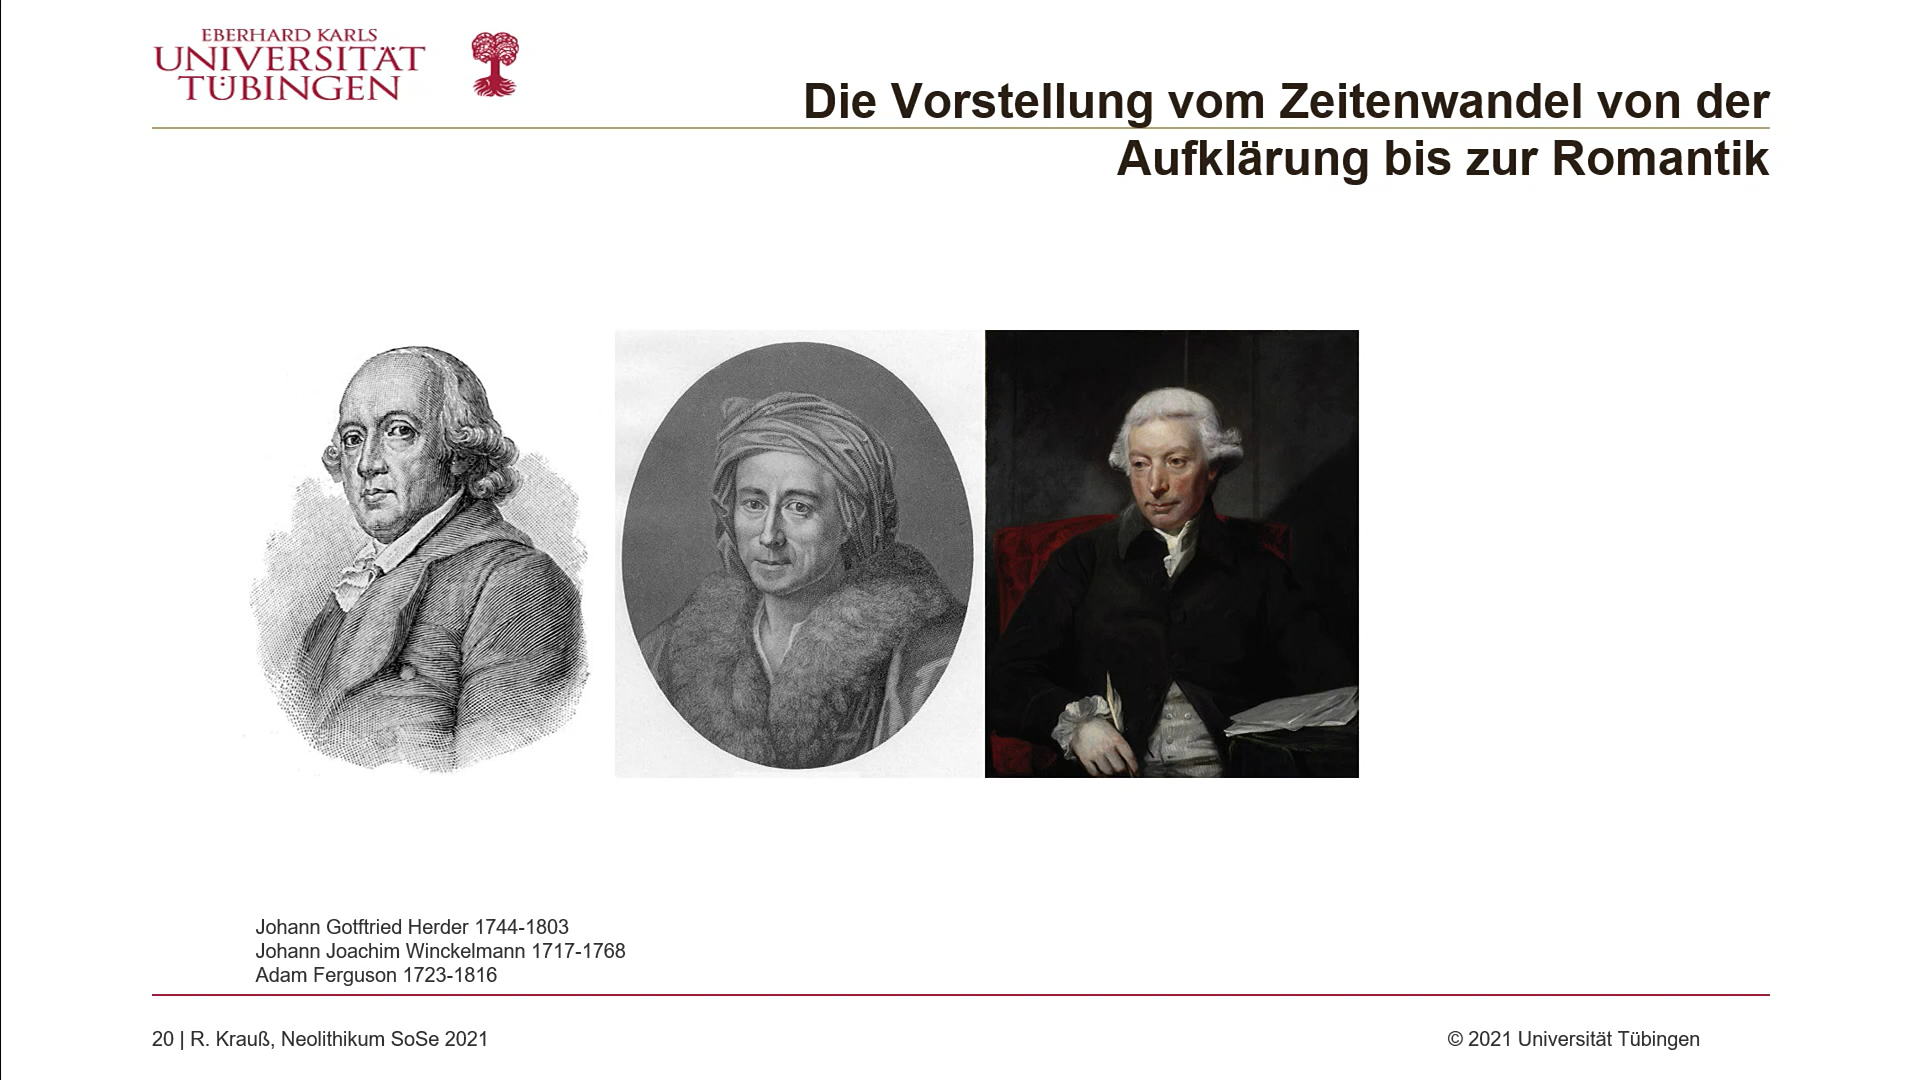 EBERHARD KARLS
UNIVERSITÄT
TÜBINGEN
Die Vorstellung vom Zeitenwandel von der
Aufklärung bis zur Romantik
Johann Gotftried Herder 1744-1803
Johann Joachim Winckelmann 1717-1768
Adam Ferguson 1723-1816
20 | R. Krauß, Neolithikum SoSe 2021
© 2021 Universität Tübingen